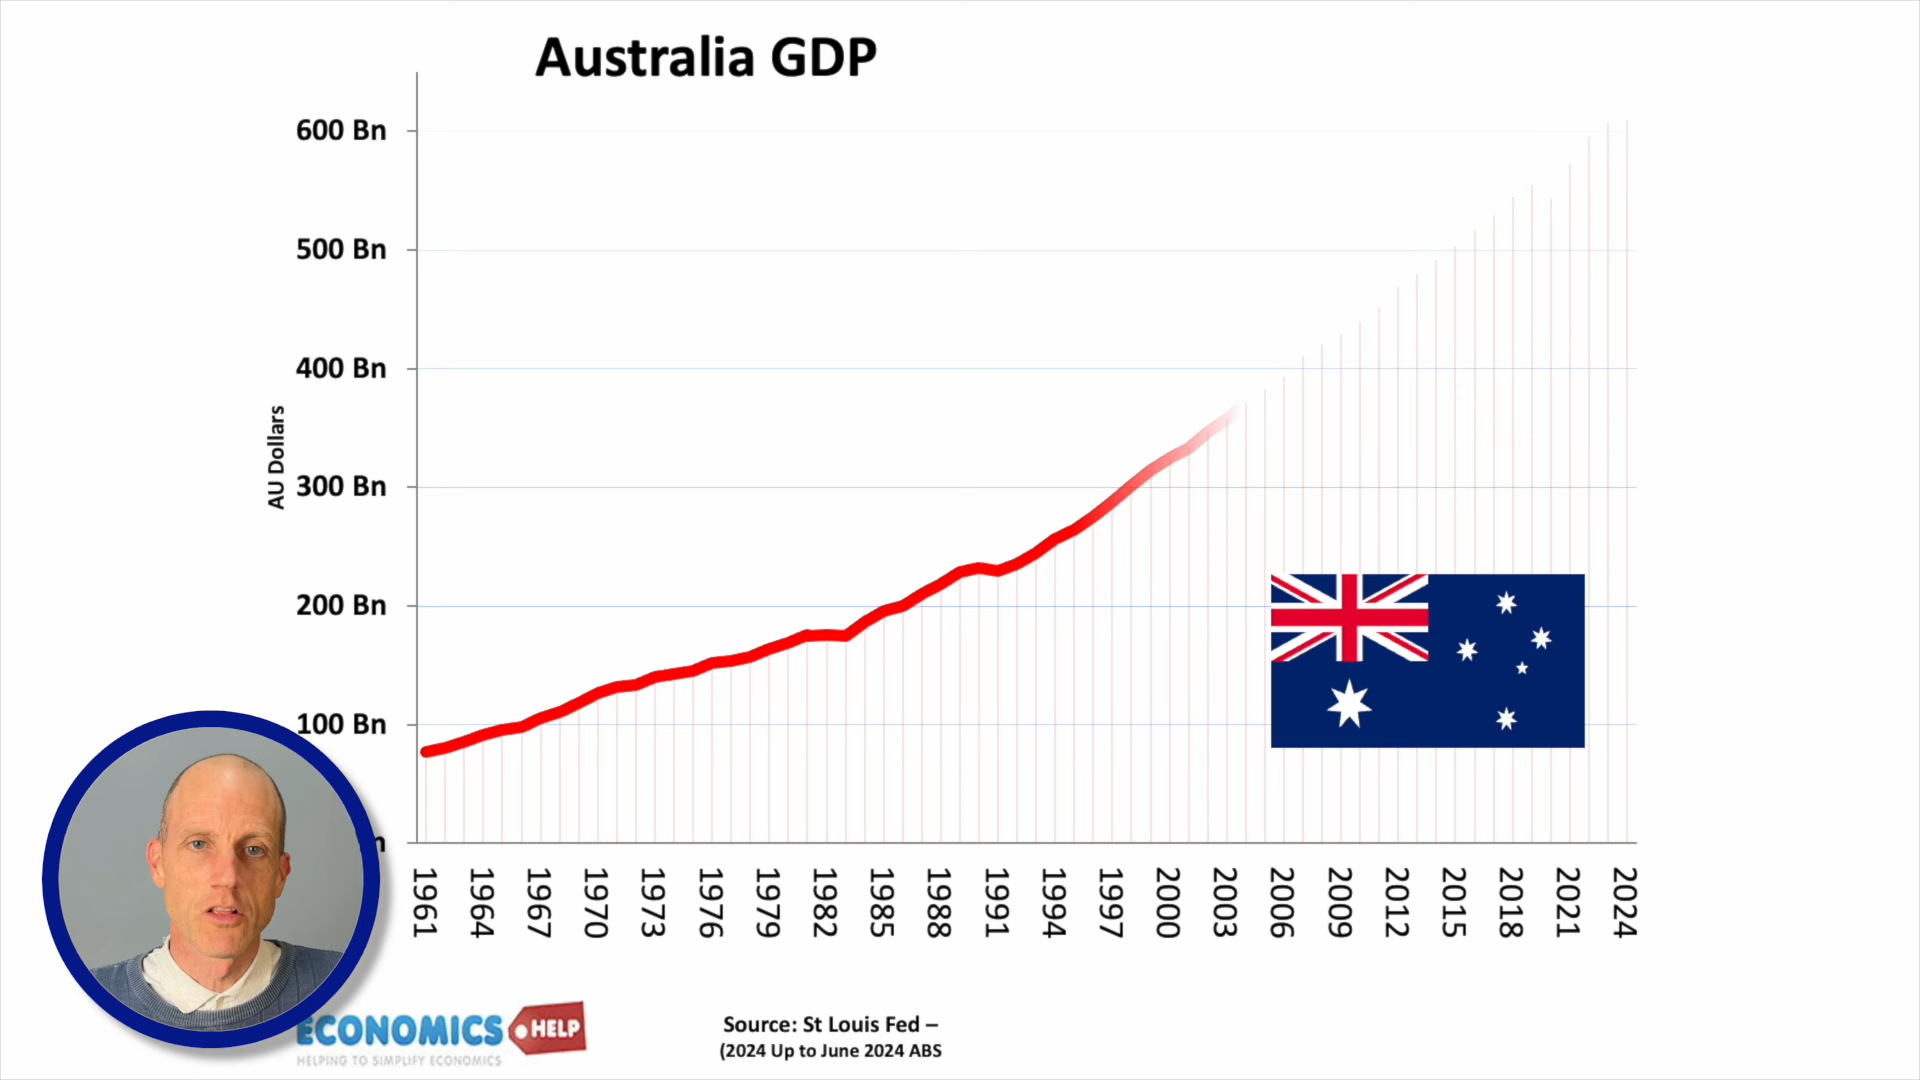 Australia GDP
600 Bn
500 Bn
400 Bn
AU Dollars
300 Bn
200 Bn
100 Bn
1961 1964 1967 1970 1973 1976 1979 1982 1985 1988 1991 1994 1997 2000 2003 2006 2009 2012 2015 2018 2021 2024
ECONOMICS HELP
HELPING TO SIMPLIFY ECONOMICS
Source: St Louis Fed –
(2024 Up to June 2024 ABS